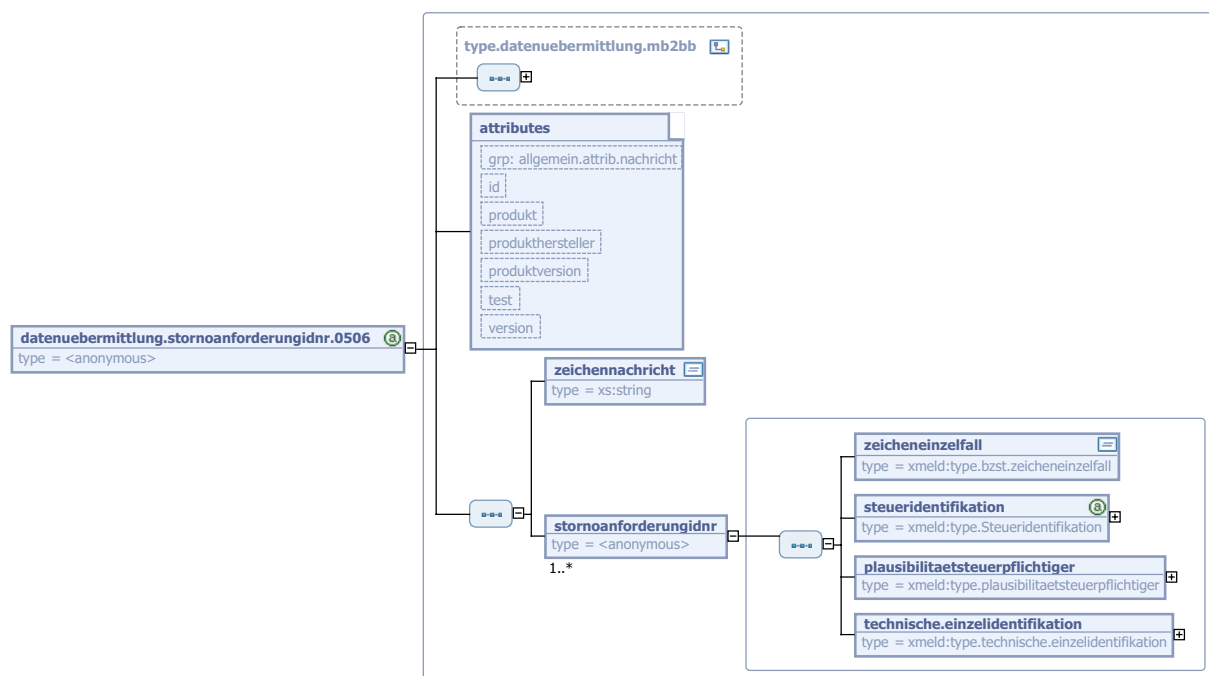 type.datenuebermittlung.mb2bb
attributes
grp: allgemein.attrib.nachricht
id
produkt
produkthersteller
produktversion
test
version
datenuebermittlung.stornoanforderungidnr.0506 a
type = <anonymous>
zeichennachricht
type = xs:string
stornoanforderungidnr
type = <anonymous>
1..*
zeicheneinzelfall
type = xmeld:type.bzst.zeicheneinzelfall
steueridentifikation a
type = xmeld:type.Steueridentifikation
plausibilitaetsteuerpflichtiger
type = xmeld:type.plausibilitaetsteuerpflichtiger
technische.einzelidentifikation
type = xmeld:type.technische.einzelidentifikation